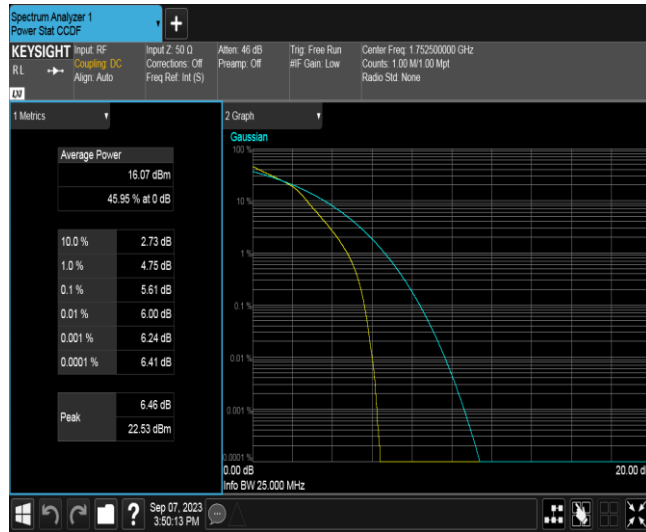 Spectrum Analyzer 1
Power Stat CCDF
+
KEYSIGHT Input: RF Input Z: 50 Ω Atten: 46 dB Trig: Free Run Center Freq: 1.752500000 GHz
RL Coupling: DC Corrections: Off Preamp: Off #IF Gain: Low Counts: 1.00 M/1.00 Mpt
Align: Auto Freq Ref: Int (S) Radio Std: None
LXI
1 Metrics
Average Power
16.07 dBm
45.95 % at 0 dB
10.0 % 2.73 dB
1.0 % 4.75 dB
0.1 % 5.61 dB
0.01 % 6.00 dB
0.001 % 6.24 dB
0.0001 % 6.41 dB
Peak 6.46 dB
22.53 dBm
2 Graph
Gaussian
100 %
10 %
1 %
0.1 %
0.01 %
0.001 %
0.0001 %
0.00 dB 20.00 d
Info BW 25.000 MHz
? Sep 07, 2023
3:50:13 PM